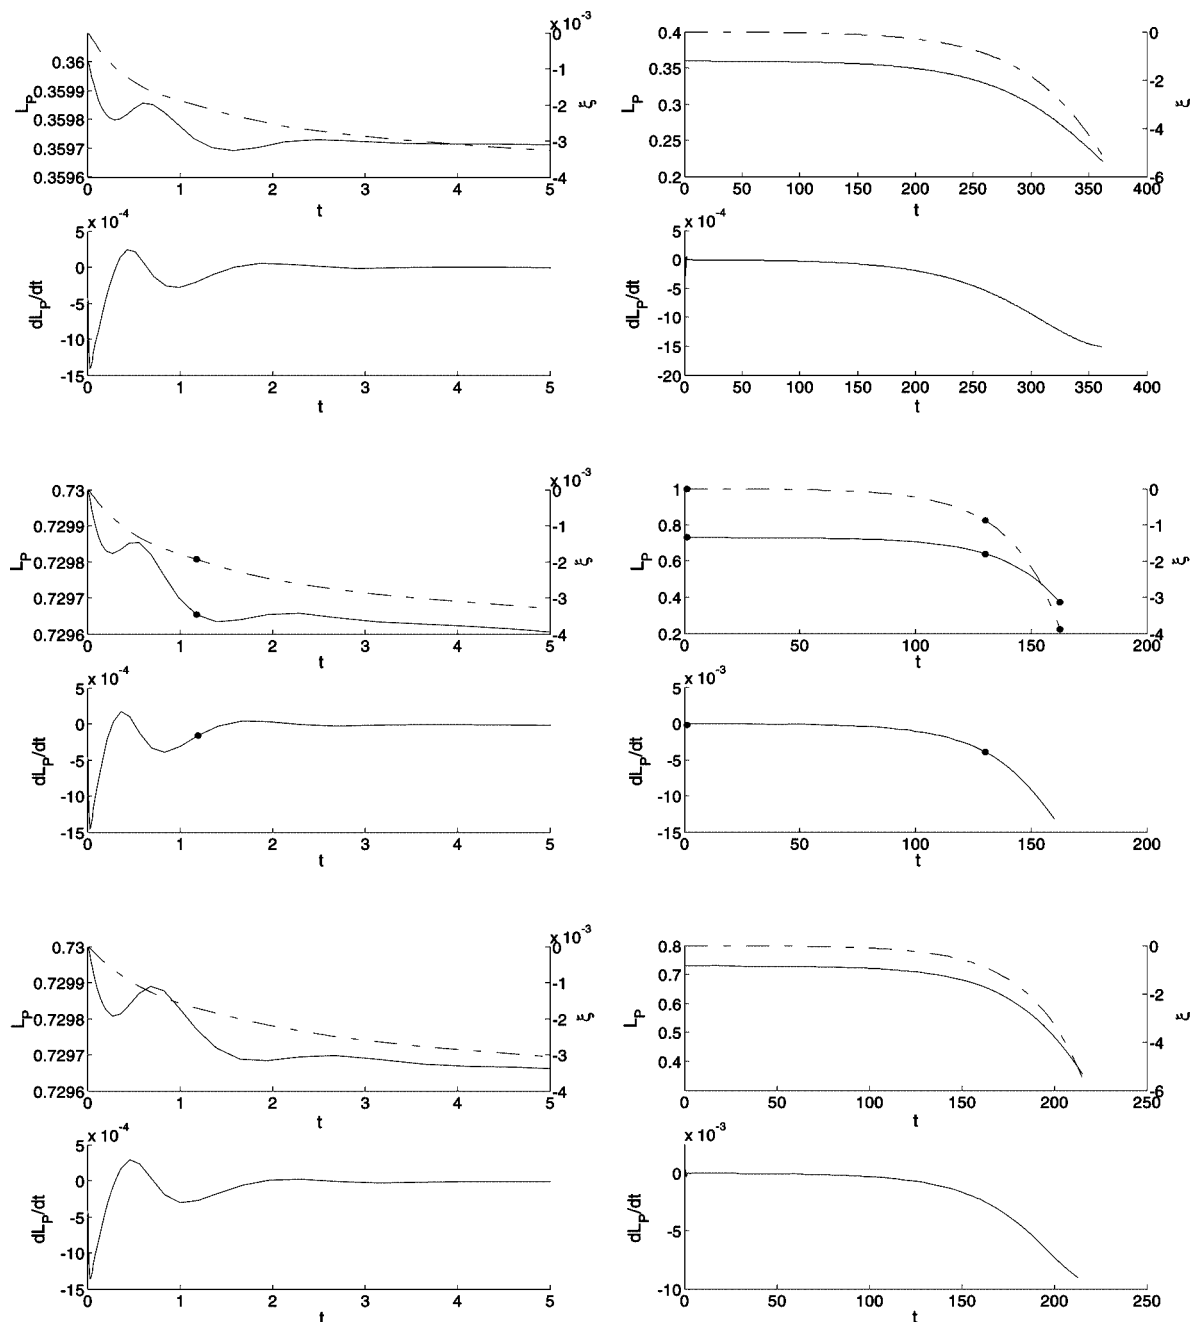 x 10⁻³
0.36
0.3599
0.3598
0.3597
0.3596
L_P
0
-1
-2
-3
-4
ξ
0 1 2 3 4 5
t
0.4
0.35
0.3
0.25
0.2
L_P
0
-2
-4
-6
ξ
0 50 100 150 200 250 300 350 400
t
x 10⁻⁴
5
0
-5
-10
-15
dL_P/dt
0 1 2 3 4 5
t
x 10⁻⁴
5
0
-5
-10
-15
-20
dL_P/dt
0 50 100 150 200 250 300 350 400
t
x 10⁻³
0.73
0.7299
0.7298
0.7297
0.7296
L_P
0
-1
-2
-3
-4
ξ
0 1 2 3 4 5
t
1
0.8
0.6
0.4
0.2
L_P
0
-1
-2
-3
-4
ξ
0 50 100 150 200
t
x 10⁻⁴
5
0
-5
-10
-15
dL_P/dt
0 1 2 3 4 5
t
x 10⁻³
5
0
-5
-10
-15
dL_P/dt
0 50 100 150 200
t
x 10⁻³
0.73
0.7299
0.7298
0.7297
0.7296
L_P
0
-1
-2
-3
-4
ξ
0 1 2 3 4 5
t
0.8
0.7
0.6
0.5
0.4
L_P
0
-2
-4
-6
ξ
0 50 100 150 200 250
t
x 10⁻⁴
5
0
-5
-10
-15
dL_P/dt
0 1 2 3 4 5
t
x 10⁻³
0
-5
-10
dL_P/dt
0 50 100 150 200 250
t